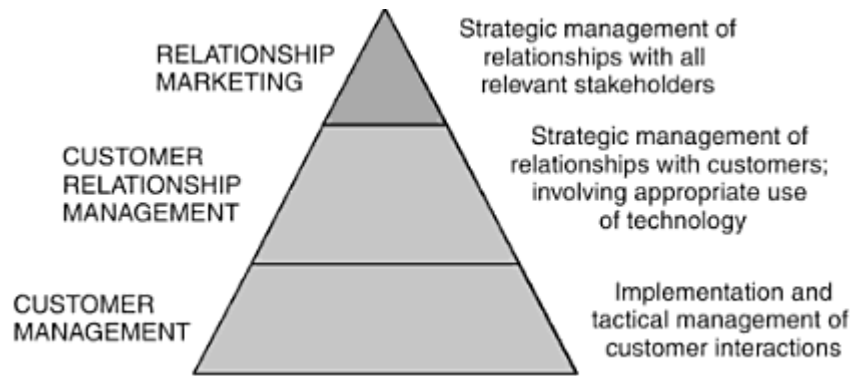 RELATIONSHIP
MARKETING
Strategic management of
relationships with all
relevant stakeholders
CUSTOMER
RELATIONSHIP
MANAGEMENT
Strategic management of
relationships with customers;
involving appropriate use
of technology
CUSTOMER
MANAGEMENT
Implementation and
tactical management of
customer interactions